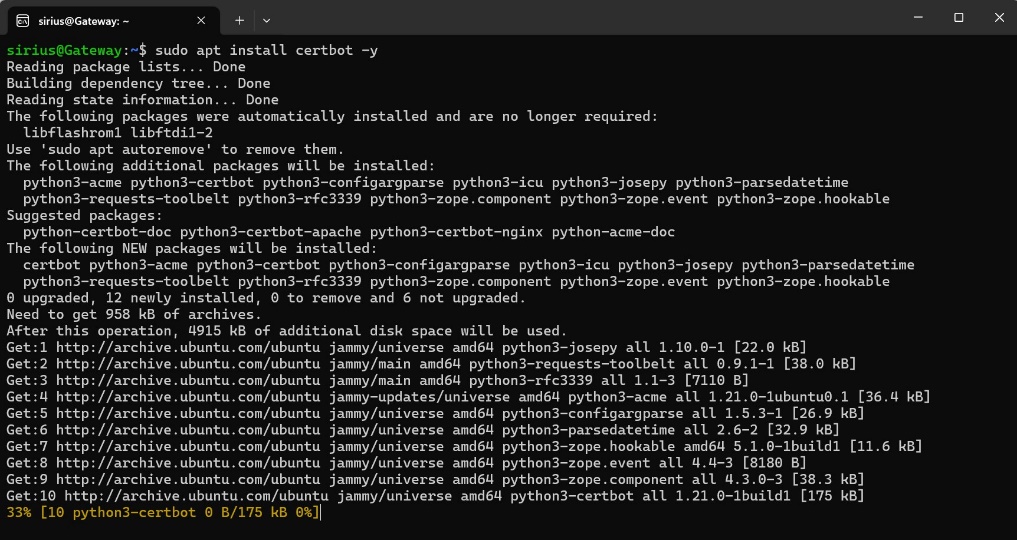 sirius@Gateway: ~
sirius@Gateway:~$ sudo apt install certbot -y
Reading package lists... Done
Building dependency tree... Done
Reading state information... Done
The following packages were automatically installed and are no longer required:
  libflashrom1 libftdi1-2
Use 'sudo apt autoremove' to remove them.
The following additional packages will be installed:
  python3-acme python3-certbot python3-configargparse python3-icu python3-josepy python3-parsedatetime
  python3-requests-toolbelt python3-rfc3339 python3-zope.component python3-zope.event python3-zope.hookable
Suggested packages:
  python-certbot-doc python3-certbot-apache python3-certbot-nginx python-acme-doc
The following NEW packages will be installed:
  certbot python3-acme python3-certbot python3-configargparse python3-icu python3-josepy python3-parsedatetime
  python3-requests-toolbelt python3-rfc3339 python3-zope.component python3-zope.event python3-zope.hookable
0 upgraded, 12 newly installed, 0 to remove and 6 not upgraded.
Need to get 958 kB of archives.
After this operation, 4915 kB of additional disk space will be used.
Get:1 http://archive.ubuntu.com/ubuntu jammy/universe amd64 python3-josepy all 1.10.0-1 [22.0 kB]
Get:2 http://archive.ubuntu.com/ubuntu jammy/main amd64 python3-requests-toolbelt all 0.9.1-1 [38.0 kB]
Get:3 http://archive.ubuntu.com/ubuntu jammy/main amd64 python3-rfc3339 all 1.1-3 [7110 B]
Get:4 http://archive.ubuntu.com/ubuntu jammy-updates/universe amd64 python3-acme all 1.21.0-1ubuntu0.1 [36.4 kB]
Get:5 http://archive.ubuntu.com/ubuntu jammy/universe amd64 python3-configargparse all 1.5.3-1 [26.9 kB]
Get:6 http://archive.ubuntu.com/ubuntu jammy/universe amd64 python3-parsedatetime all 2.6-2 [32.9 kB]
Get:7 http://archive.ubuntu.com/ubuntu jammy/universe amd64 python3-zope.hookable amd64 5.1.0-1build1 [11.6 kB]
Get:8 http://archive.ubuntu.com/ubuntu jammy/universe amd64 python3-zope.event all 4.4-3 [8180 B]
Get:9 http://archive.ubuntu.com/ubuntu jammy/universe amd64 python3-zope.component all 4.3.0-3 [38.3 kB]
Get:10 http://archive.ubuntu.com/ubuntu jammy/universe amd64 python3-certbot all 1.21.0-1build1 [175 kB]
33% [10 python3-certbot 0 B/175 kB 0%]